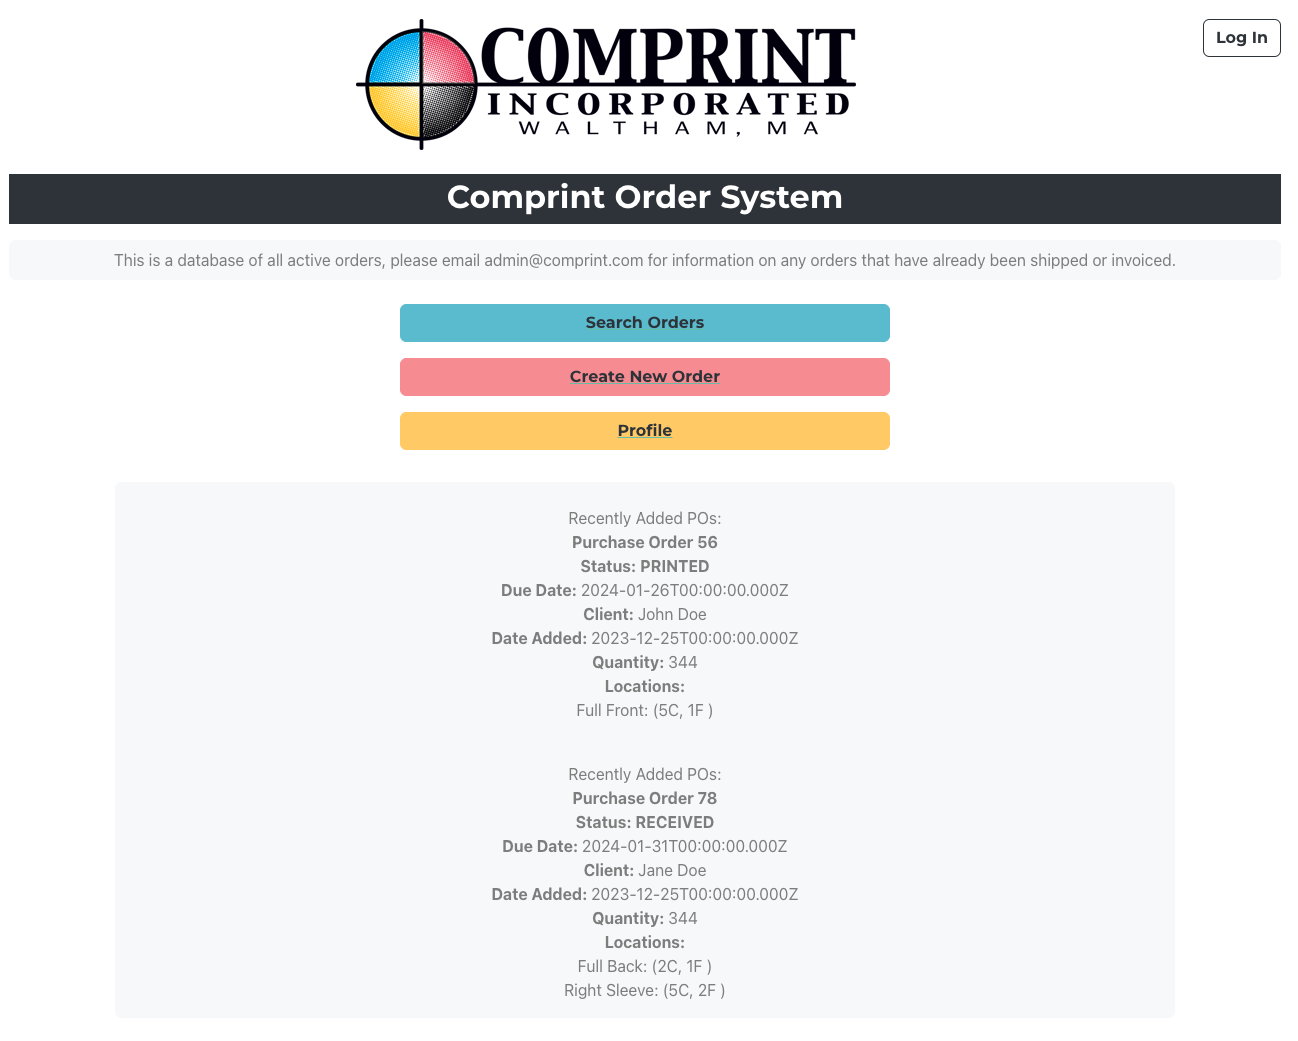 COMPRINT
INCORPORATED
WALTHAM, MA
Log In
Comprint Order System
This is a database of all active orders, please email admin@comprint.com for information on any orders that have already been shipped or invoiced.
Search Orders
Create New Order
Profile
Recently Added POs:
Purchase Order 56
Status: PRINTED
Due Date: 2024-01-26T00:00:00.000Z
Client: John Doe
Date Added: 2023-12-25T00:00:00.000Z
Quantity: 344
Locations:
Full Front: (5C, 1F )
Recently Added POs:
Purchase Order 78
Status: RECEIVED
Due Date: 2024-01-31T00:00:00.000Z
Client: Jane Doe
Date Added: 2023-12-25T00:00:00.000Z
Quantity: 344
Locations:
Full Back: (2C, 1F )
Right Sleeve: (5C, 2F )